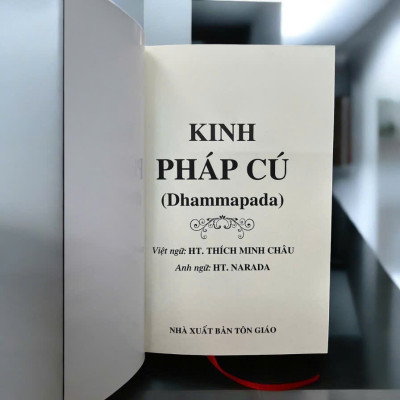 KINH
PHÁP CÚ
(Dhammapada)
Việt ngữ: HT. THÍCH MINH CHÂU
Anh ngữ: HT. NARADA
NHÀ XUẤT BẢN TÔN GIÁO